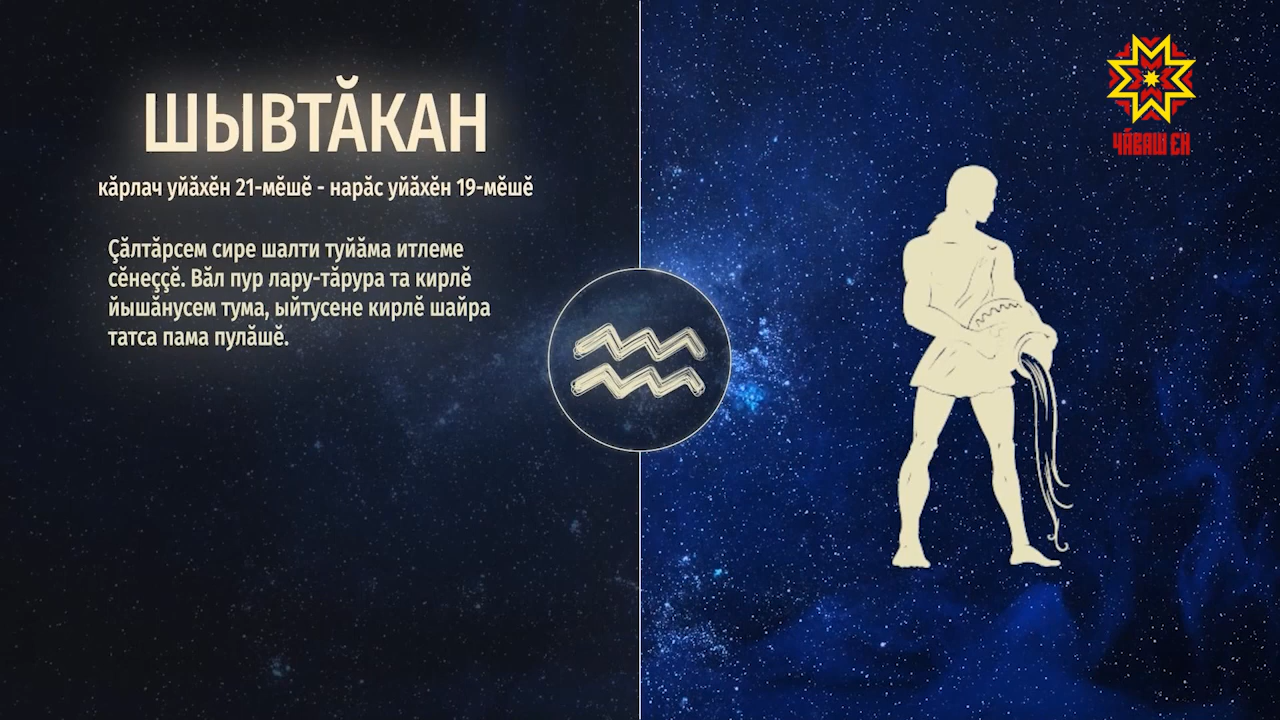 ШЫВТӐКАН
кӑрлач уйӑхӗн 21-мӗшӗ - нарӑс уйӑхӗн 19-мӗшӗ
Ҫӑлтӑрсем сире шалти туйӑма итлеме
сӗнеҫҫӗ. Вӑл пур лару-тӑрура та кирлӗ
йышӑнусем тума, ыйтусене кирлӗ шайра
татса пама пулӑшӗ.
ЧӐВАШ ЕН